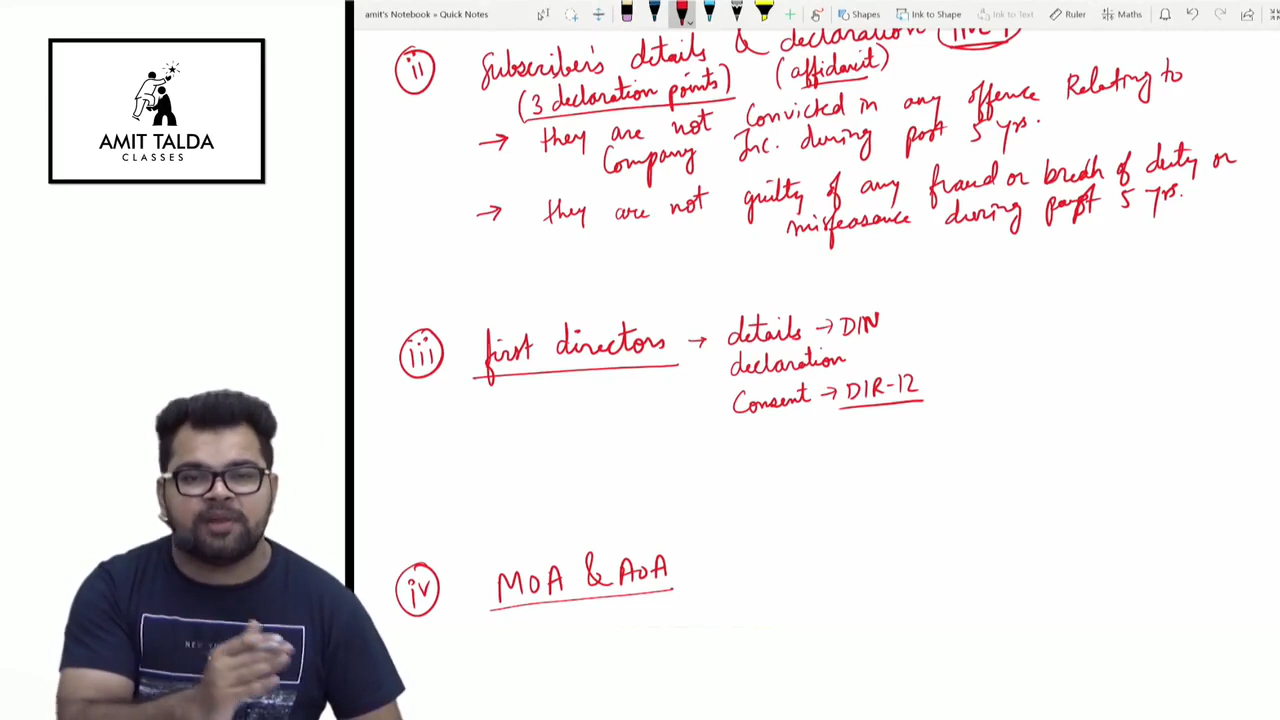 amit's Notebook » Quick Notes
Shapes
Ink to Shape
Ink to Text
Ruler
Maths
AMIT TALDA
CLASSES
ii Subscriber's details & declaration
(3 declaration points) (affidavit)
→ they are not Convicted in any offence Relating to
Company Inc. during past 5 yrs.
→ they are not guilty of any fraud or breach of duty or
misfeasance during past 5 yrs.
iii first directors → details → DIN
declaration
Consent → DIR-12
iv MOA & AOA